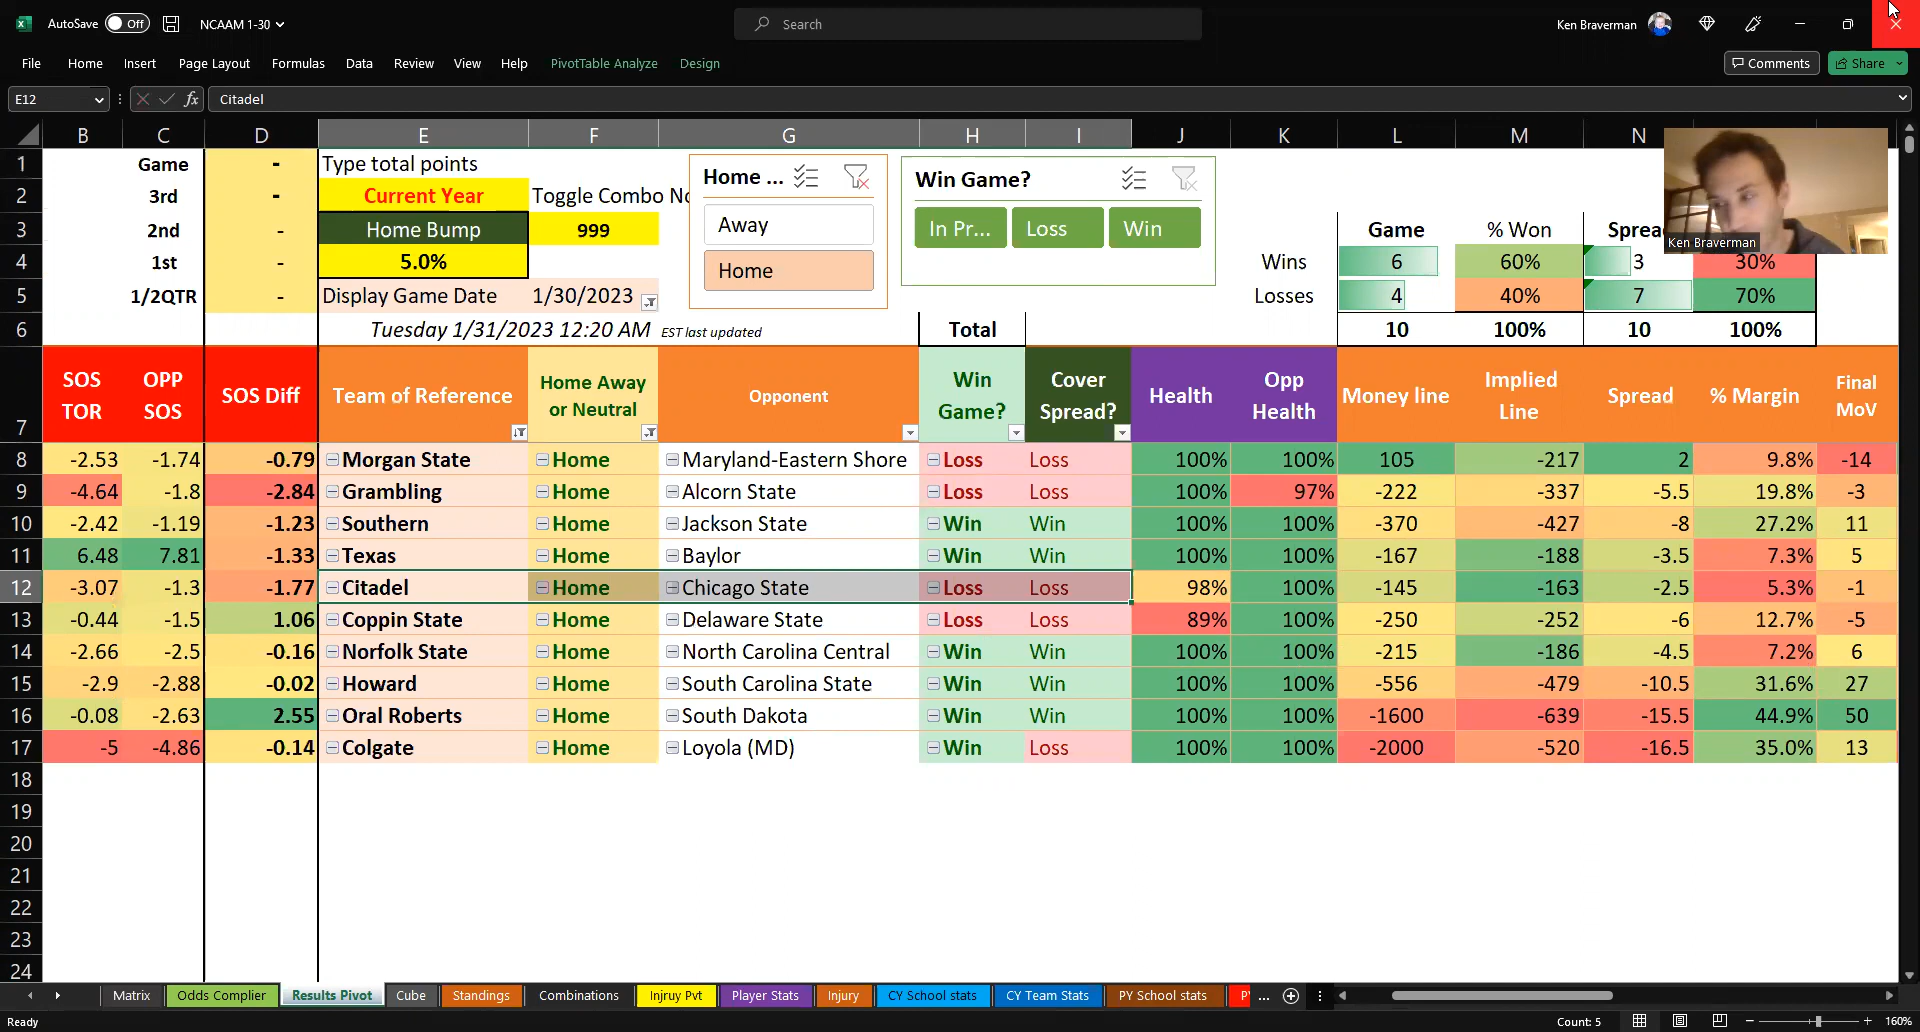 AutoSave Off NCAAM 1-30 Search Ken Braverman
File Home Insert Page Layout Formulas Data Review View Help PivotTable Analyze Design Comments Share
E12 fx Citadel
B C D E F G H I J K L M N
1 Game - Type total points Home ... Win Game?
2 3rd - Current Year Toggle Combo No Away In Pr... Loss Win
3 2nd - Home Bump 999 Game % Won Sprea Ken Braverman
4 1st - 5.0% Home Wins 6 60% 3 30%
5 1/2QTR - Display Game Date 1/30/2023 Losses 4 40% 7 70%
6 Tuesday 1/31/2023 12:20 AM EST last updated Total 10 100% 10 100%
7 SOS TOR OPP SOS SOS Diff Team of Reference Home Away or Neutral Opponent Win Game? Cover Spread? Health Opp Health Money line Implied Line Spread % Margin Final MoV
8 -2.53 -1.74 -0.79 Morgan State Home Maryland-Eastern Shore Loss Loss 100% 100% 105 -217 2 9.8% -14
9 -4.64 -1.8 -2.84 Grambling Home Alcorn State Loss Loss 100% 97% -222 -337 -5.5 19.8% -3
10 -2.42 -1.19 -1.23 Southern Home Jackson State Win Win 100% 100% -370 -427 -8 27.2% 11
11 6.48 7.81 -1.33 Texas Home Baylor Win Win 100% 100% -167 -188 -3.5 7.3% 5
12 -3.07 -1.3 -1.77 Citadel Home Chicago State Loss Loss 98% 100% -145 -163 -2.5 5.3% -1
13 -0.44 -1.5 1.06 Coppin State Home Delaware State Loss Loss 89% 100% -250 -252 -6 12.7% -5
14 -2.66 -2.5 -0.16 Norfolk State Home North Carolina Central Win Win 100% 100% -215 -186 -4.5 7.2% 6
15 -2.9 -2.88 -0.02 Howard Home South Carolina State Win Win 100% 100% -556 -479 -10.5 31.6% 27
16 -0.08 -2.63 2.55 Oral Roberts Home South Dakota Win Win 100% 100% -1600 -639 -15.5 44.9% 50
17 -5 -4.86 -0.14 Colgate Home Loyola (MD) Win Loss 100% 100% -2000 -520 -16.5 35.0% 13
18
19
20
21
22
23
24
Matrix Odds Complier Results Pivot Cube Standings Combinations Injruy Pvt Player Stats Injury CY School stats CY Team Stats PY School stats P ...
Ready Count: 5 160%